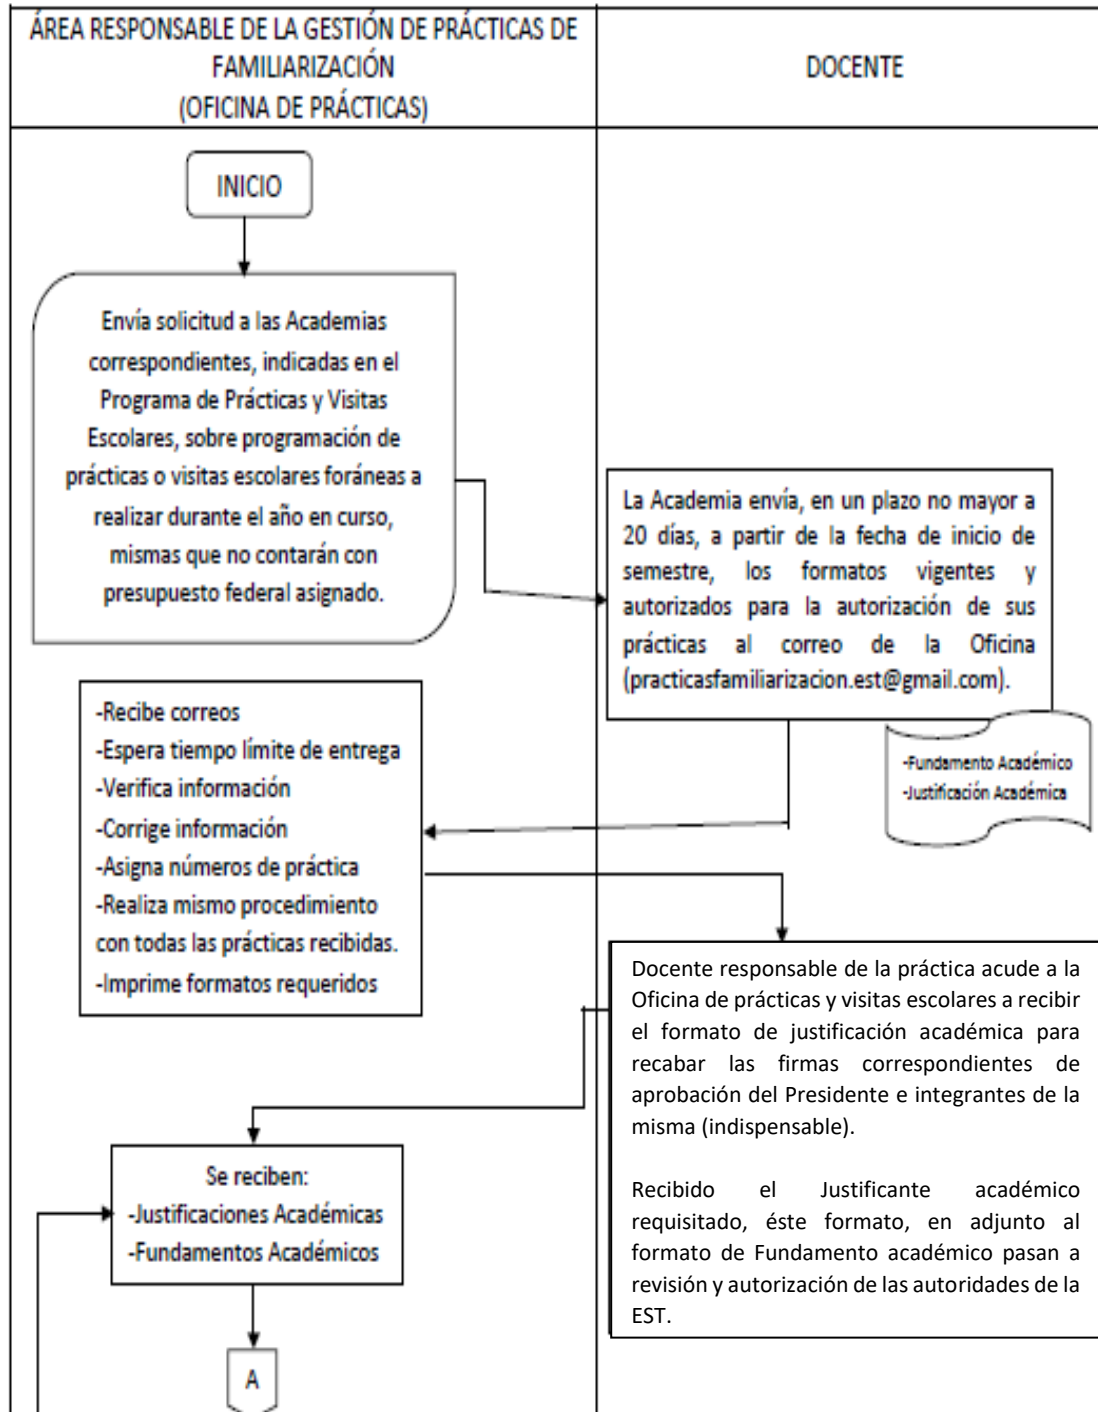 ÁREA RESPONSABLE DE LA GESTIÓN DE PRÁCTICAS DE
FAMILIARIZACIÓN
(OFICINA DE PRÁCTICAS)
DOCENTE
INICIO
Envía solicitud a las Academias
correspondientes, indicadas en el
Programa de Prácticas y Visitas
Escolares, sobre programación de
prácticas o visitas escolares foráneas a
realizar durante el año en curso,
mismas que no contarán con
presupuesto federal asignado.
La Academia envía, en un plazo no mayor a
20 días, a partir de la fecha de inicio de
semestre, los formatos vigentes y
autorizados para la autorización de sus
prácticas al correo de la Oficina
(practicasfamiliarizacion.est@gmail.com).
-Fundamento Académico
-Justificación Académica
-Recibe correos
-Espera tiempo límite de entrega
-Verifica información
-Corrige información
-Asigna números de práctica
-Realiza mismo procedimiento
con todas las prácticas recibidas.
-Imprime formatos requeridos
Docente responsable de la práctica acude a la
Oficina de prácticas y visitas escolares a recibir
el formato de justificación académica para
recabar las firmas correspondientes de
aprobación del Presidente e integrantes de la
misma (indispensable).
Recibido el Justificante académico
requisitado, éste formato, en adjunto al
formato de Fundamento académico pasan a
revisión y autorización de las autoridades de la
EST.
Se reciben:
-Justificaciones Académicas
-Fundamentos Académicos
A